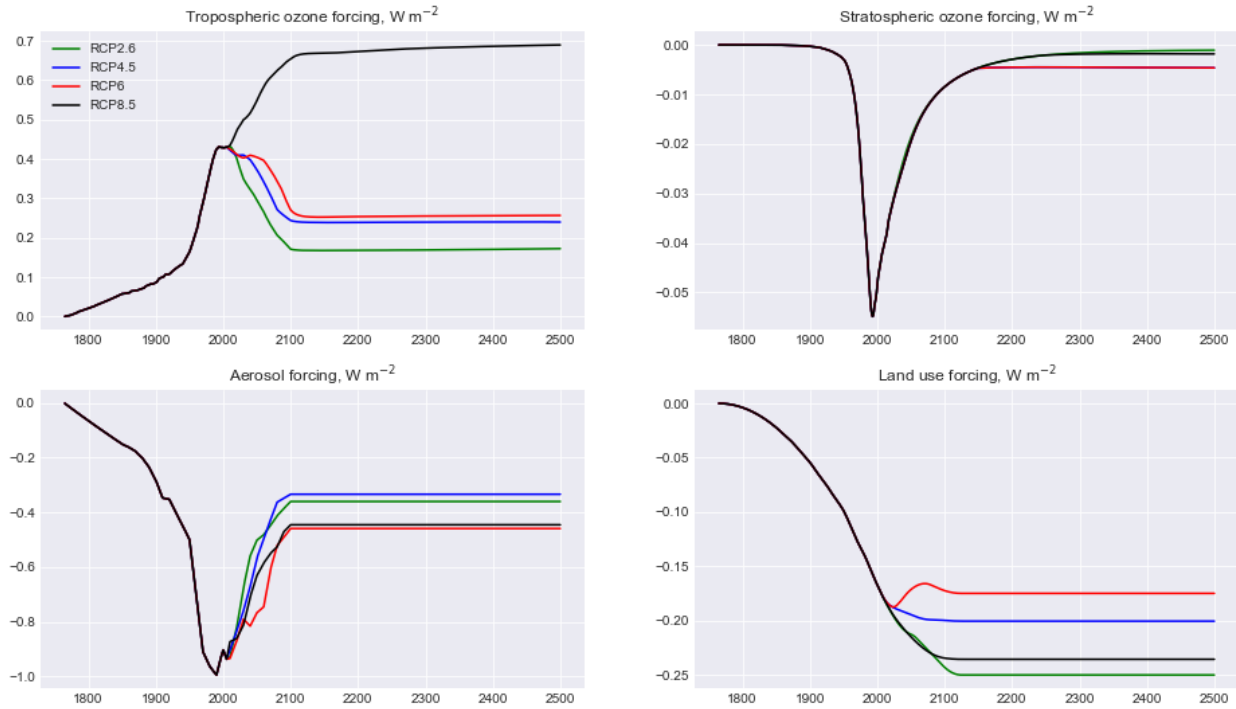 Tropospheric ozone forcing, W m⁻²
0.7
0.6
0.5
0.4
0.3
0.2
0.1
0.0
RCP2.6
RCP4.5
RCP6
RCP8.5
1800 1900 2000 2100 2200 2300 2400 2500
Stratospheric ozone forcing, W m⁻²
0.00
−0.01
−0.02
−0.03
−0.04
−0.05
1800 1900 2000 2100 2200 2300 2400 2500
Aerosol forcing, W m⁻²
0.0
−0.2
−0.4
−0.6
−0.8
−1.0
1800 1900 2000 2100 2200 2300 2400 2500
Land use forcing, W m⁻²
0.00
−0.05
−0.10
−0.15
−0.20
−0.25
1800 1900 2000 2100 2200 2300 2400 2500